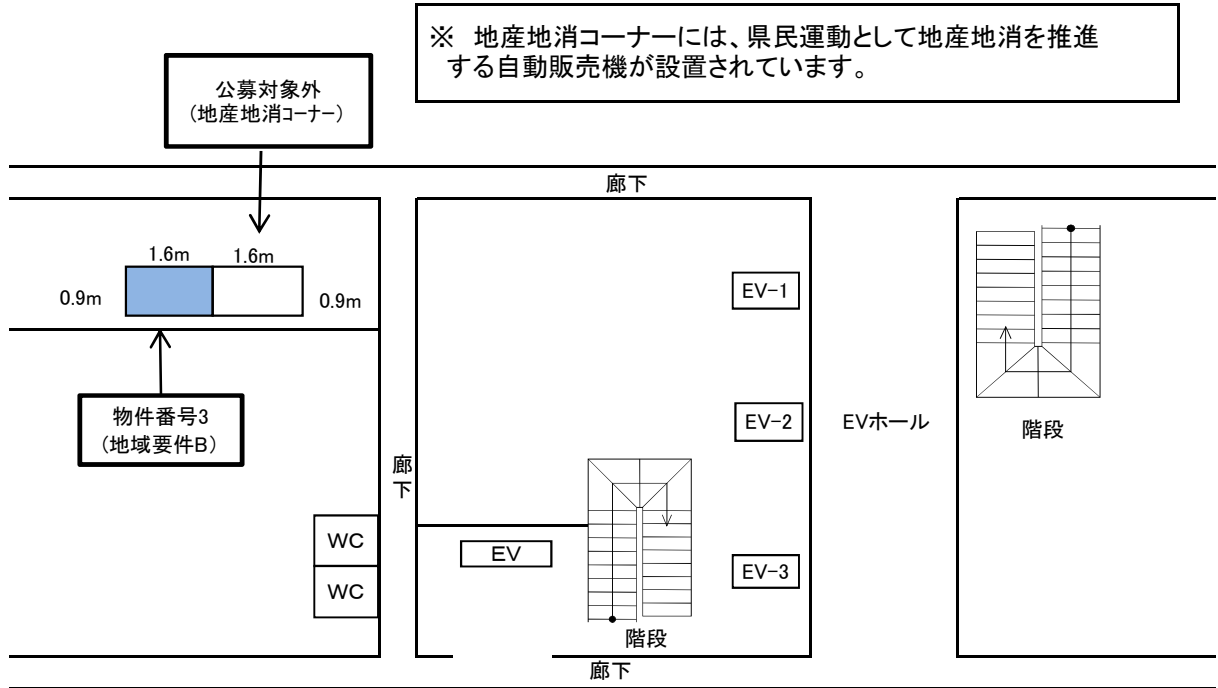 ※ 地産地消コーナーには、県民運動として地産地消を推進
する自動販売機が設置されています。
公募対象外
（地産地消コーナー）
廊下
1.6m
1.6m
0.9m
0.9m
物件番号3
（地域要件B）
EV-1
EV-2
EVホール
階段
廊下
WC
WC
EV
EV-3
階段
廊下